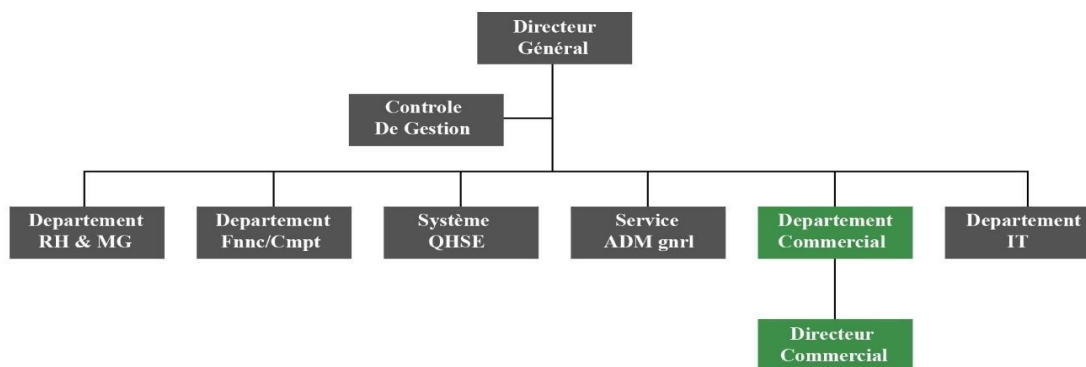 Directeur
Général
Controle
De Gestion
Departement
RH & MG
Departement
Fnnc/Cmpt
Système
QHSE
Service
ADM gnrl
Departement
Commercial
Departement
IT
Directeur
Commercial